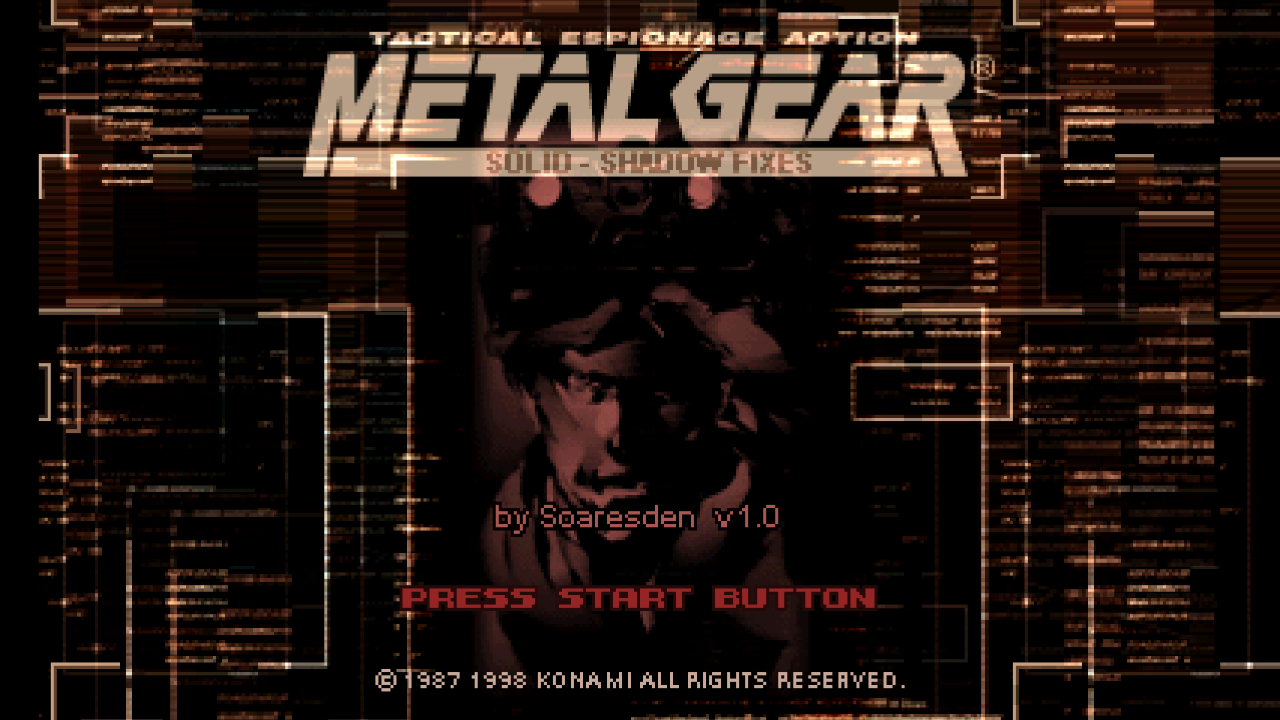 TACTICAL ESPIONAGE ACTION
METAL GEAR®
SOLID - SHADOW FIXES
by Soaresden v1.0
PRESS START BUTTON
©1987 1998 KONAMI ALL RIGHTS RESERVED.